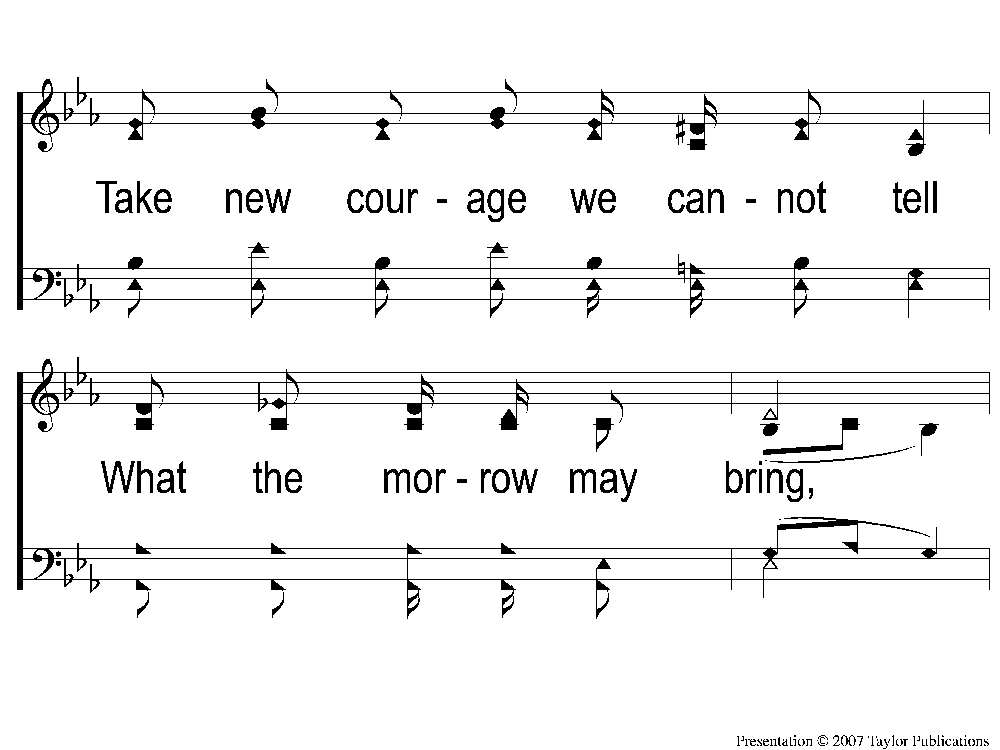 Take new cour - age we can - not tell
What the mor - row may bring,
Presentation © 2007 Taylor Publications